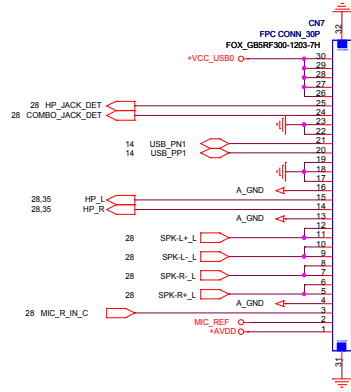 32
CN7
FPC CONN_30P
FOX_GB5RF300-1203-7H
+VCC_USB0 30
29
28
27
26
28 HP_JACK_DET 25
28 COMBO_JACK_DET 24
23
22
14 USB_PN1 21
14 USB_PP1 20
19
18
17
A_GND 16
28,35 HP_L 15
28,35 HP_R 14
A_GND 13
12
28 SPK-L+_L 11
10
28 SPK-L-_L 9
8
28 SPK-R-_L 7
6
28 SPK-R+_L 5
A_GND 4
28 MIC_R_IN_C 3
MIC_REF 2
+AVDD 1
31